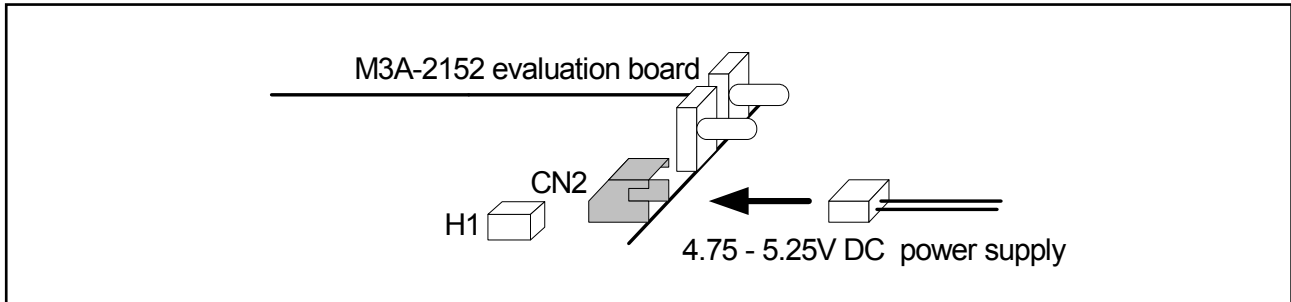 M3A-2152 evaluation board
CN2
H1
4.75 - 5.25V DC power supply